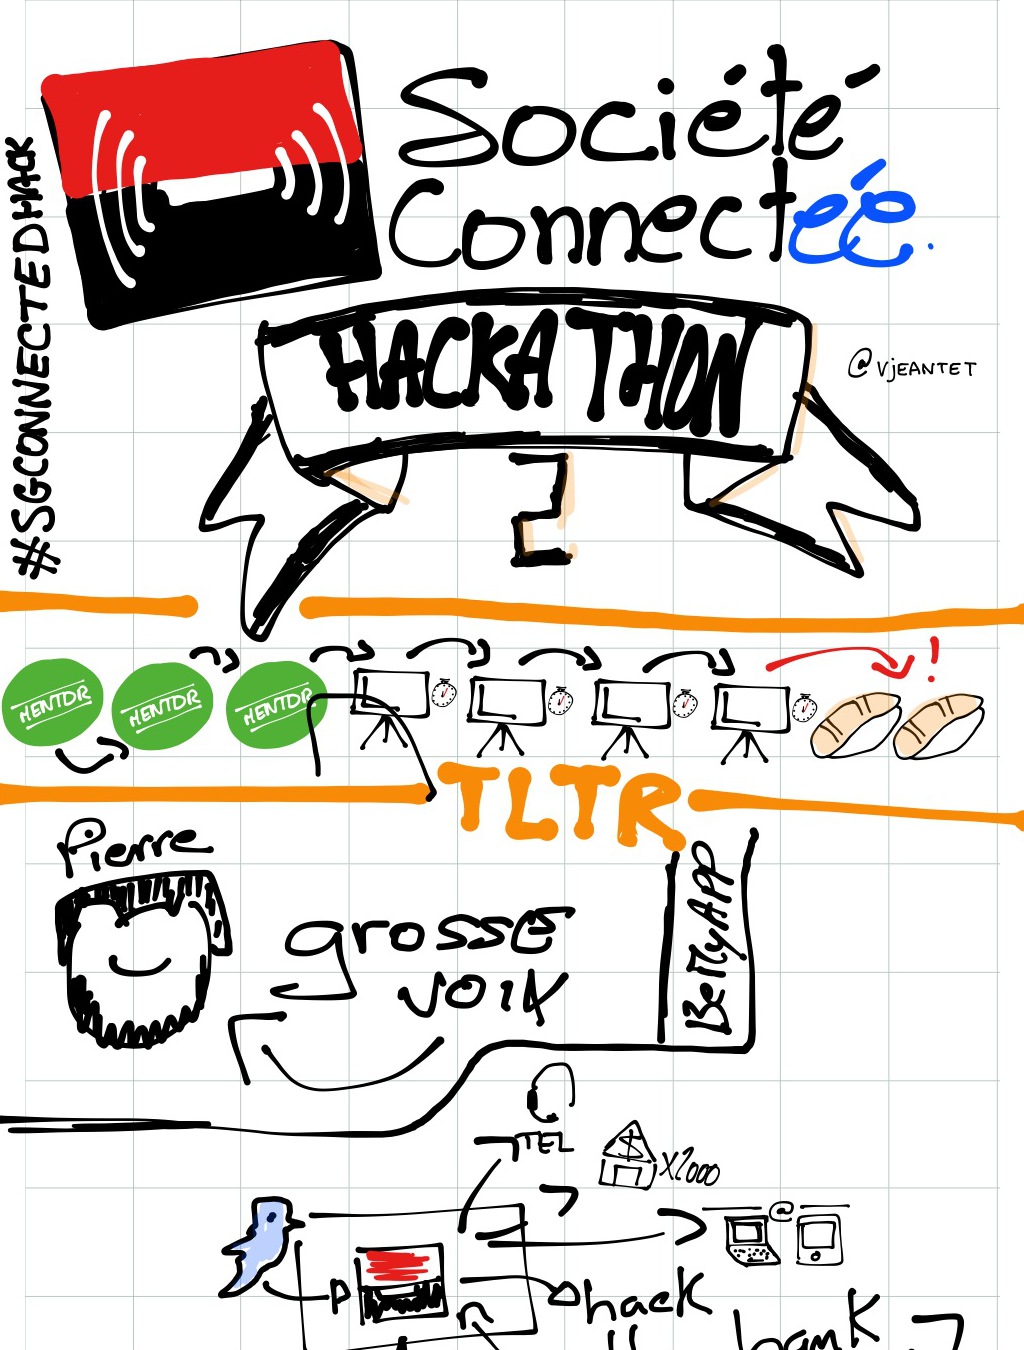 #SGCONNECTEDHACK
Société
Connectée.
HACKATHON
@VjEANTET
2
MENTOR
MENTOR
MENTOR
!
TLTR
Pierre
grosse
voix
BeMyAPP
TEL
$
X2000
@
hack
bank